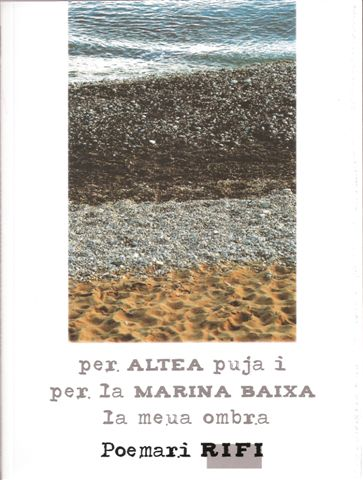 per ALTEA puja i
per la MARINA BAIXA
la meua ombra
Poemari RIFI